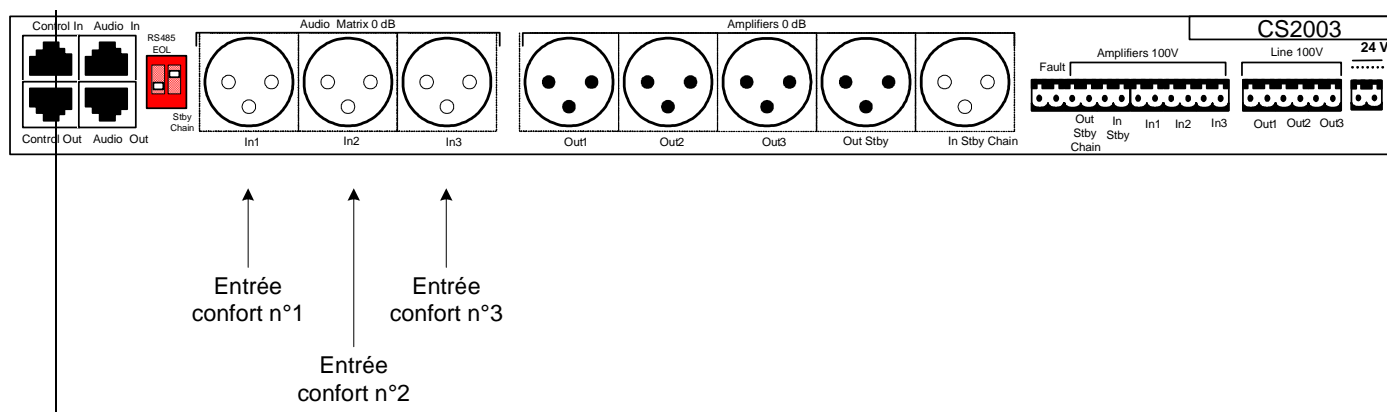 Control In Audio In
RS485
EOL
Audio Matrix 0 dB
Amplifiers 0 dB
CS2003
Fault
Amplifiers 100V
Line 100V
24 V
Control Out Audio Out
Stby
Chain
In1
In2
In3
Out1
Out2
Out3
Out Stby
In Stby Chain
Out
Stby
Chain
In
Stby
In1
In2
In3
Out1
Out2
Out3
Entrée
confort n°1
Entrée
confort n°2
Entrée
confort n°3